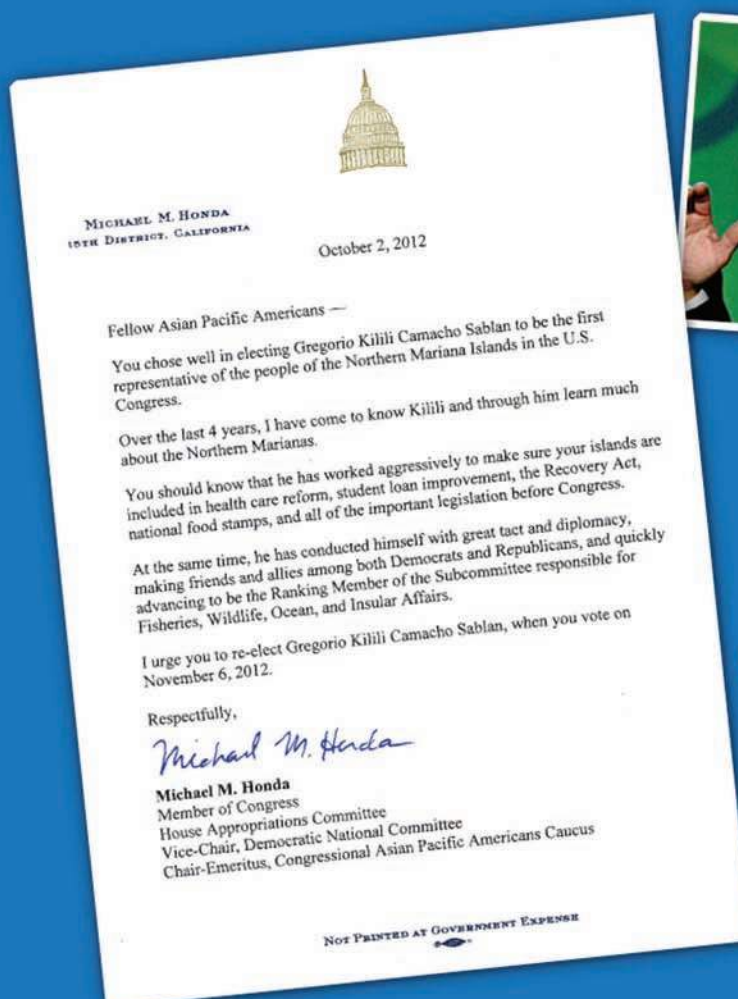 MICHAEL M. HONDA
15TH DISTRICT, CALIFORNIA
October 2, 2012
Fellow Asian Pacific Americans —
You chose well in electing Gregorio Kilili Camacho Sablan to be the first
representative of the people of the Northern Mariana Islands in the U.S.
Congress.
Over the last 4 years, I have come to know Kilili and through him learn much
about the Northern Marianas.
You should know that he has worked aggressively to make sure your islands are
included in health care reform, student loan improvement, the Recovery Act,
national food stamps, and all of the important legislation before Congress.
At the same time, he has conducted himself with great tact and diplomacy,
making friends and allies among both Democrats and Republicans, and quickly
advancing to be the Ranking Member of the Subcommittee responsible for
Fisheries, Wildlife, Ocean, and Insular Affairs.
I urge you to re-elect Gregorio Kilili Camacho Sablan, when you vote on
November 6, 2012.
Respectfully,
Michael M. Honda
Michael M. Honda
Member of Congress
House Appropriations Committee
Vice-Chair, Democratic National Committee
Chair-Emeritus, Congressional Asian Pacific Americans Caucus
NOT PRINTED AT GOVERNMENT EXPENSE